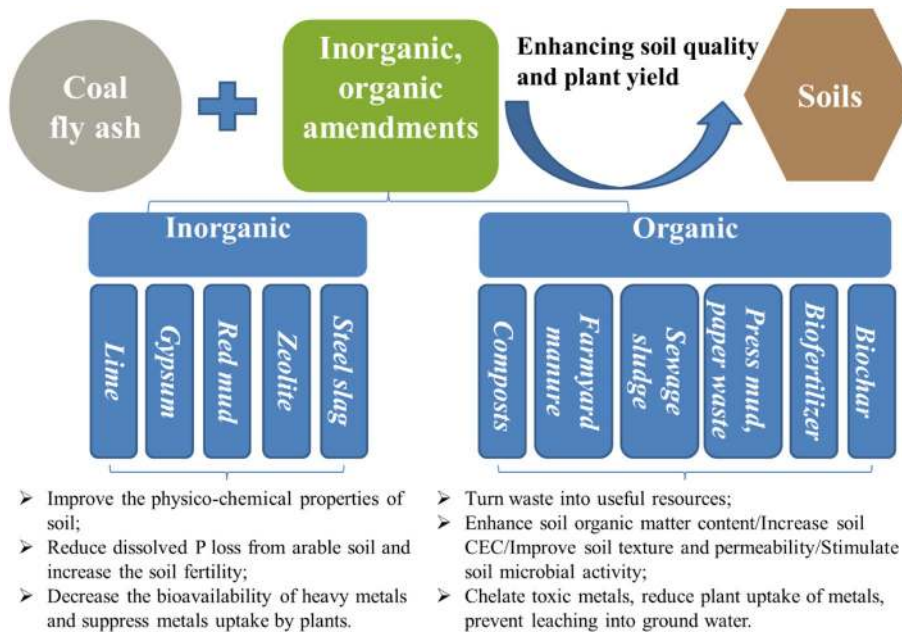 Coal
fly ash
Inorganic,
organic
amendments
Enhancing soil quality
and plant yield
Soils
Inorganic
Organic
Lime
Gypsum
Red mud
Zeolite
Steel slag
Composts
Farmyard
manure
Sewage
sludge
Press mud,
paper waste
Biofertilizer
Biochar
➢ Improve the physico-chemical properties of
soil;
➢ Reduce dissolved P loss from arable soil and
increase the soil fertility;
➢ Decrease the bioavailability of heavy metals
and suppress metals uptake by plants.
➢ Turn waste into useful resources;
➢ Enhance soil organic matter content/Increase soil
CEC/Improve soil texture and permeability/Stimulate
soil microbial activity;
➢ Chelate toxic metals, reduce plant uptake of metals,
prevent leaching into ground water.